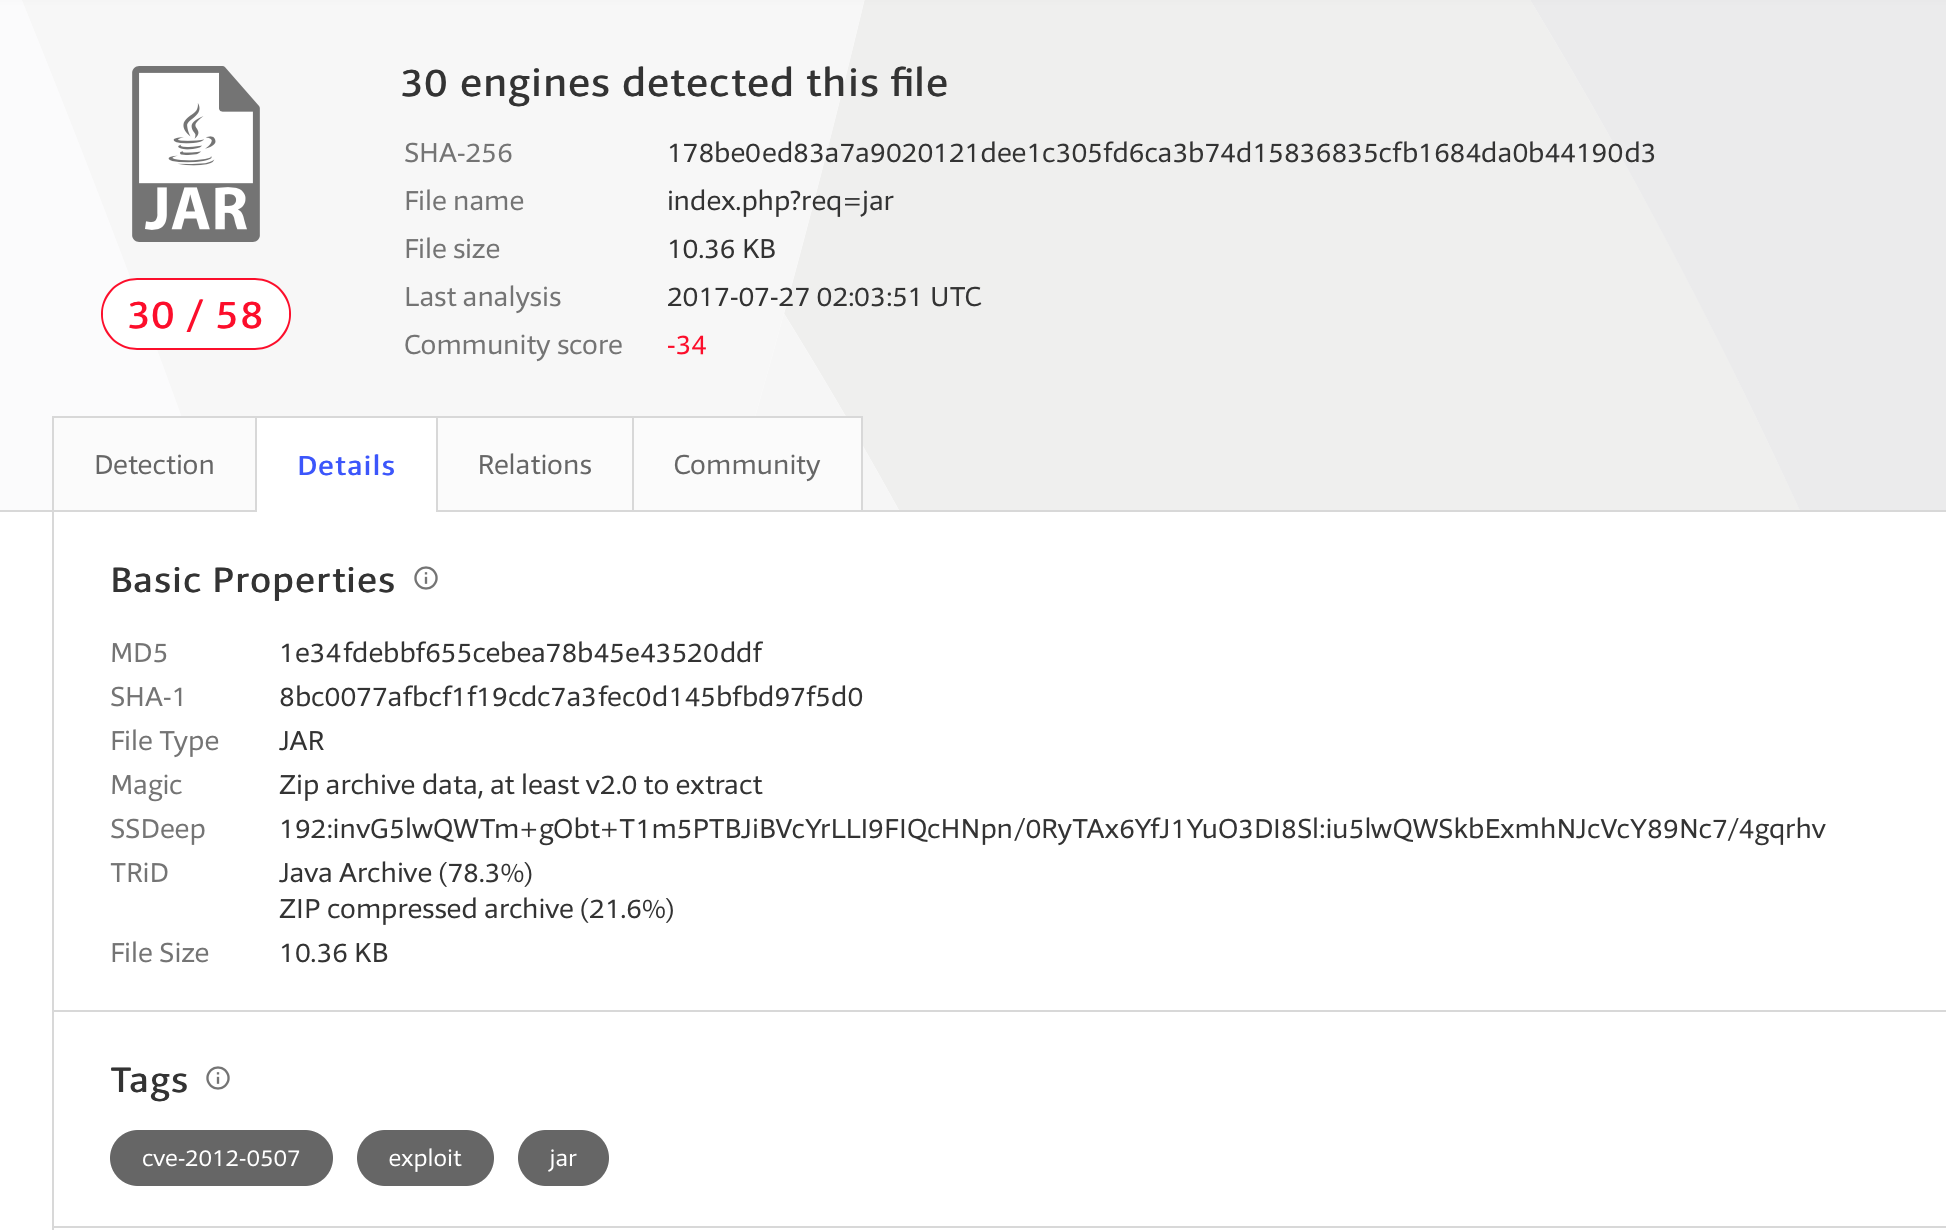 JAR
30 / 58
30 engines detected this file
SHA-256 178be0ed83a7a9020121dee1c305fd6ca3b74d15836835cfb1684da0b44190d3
File name index.php?req=jar
File size 10.36 KB
Last analysis 2017-07-27 02:03:51 UTC
Community score -34
Detection Details Relations Community
Basic Properties
MD5 1e34fdebbf655cebea78b45e43520ddf
SHA-1 8bc0077afbcf1f19cdc7a3fec0d145bfbd97f5d0
File Type JAR
Magic Zip archive data, at least v2.0 to extract
SSDeep 192:invG5lwQWTm+gObt+T1m5PTBJiBVcYrLLI9FIQcHNpn/0RyTAx6YfJ1YuO3DI8Sl:iu5lwQWSkbExmhNJcVcY89Nc7/4gqrhv
TRiD Java Archive (78.3%)
ZIP compressed archive (21.6%)
File Size 10.36 KB
Tags
cve-2012-0507 exploit jar